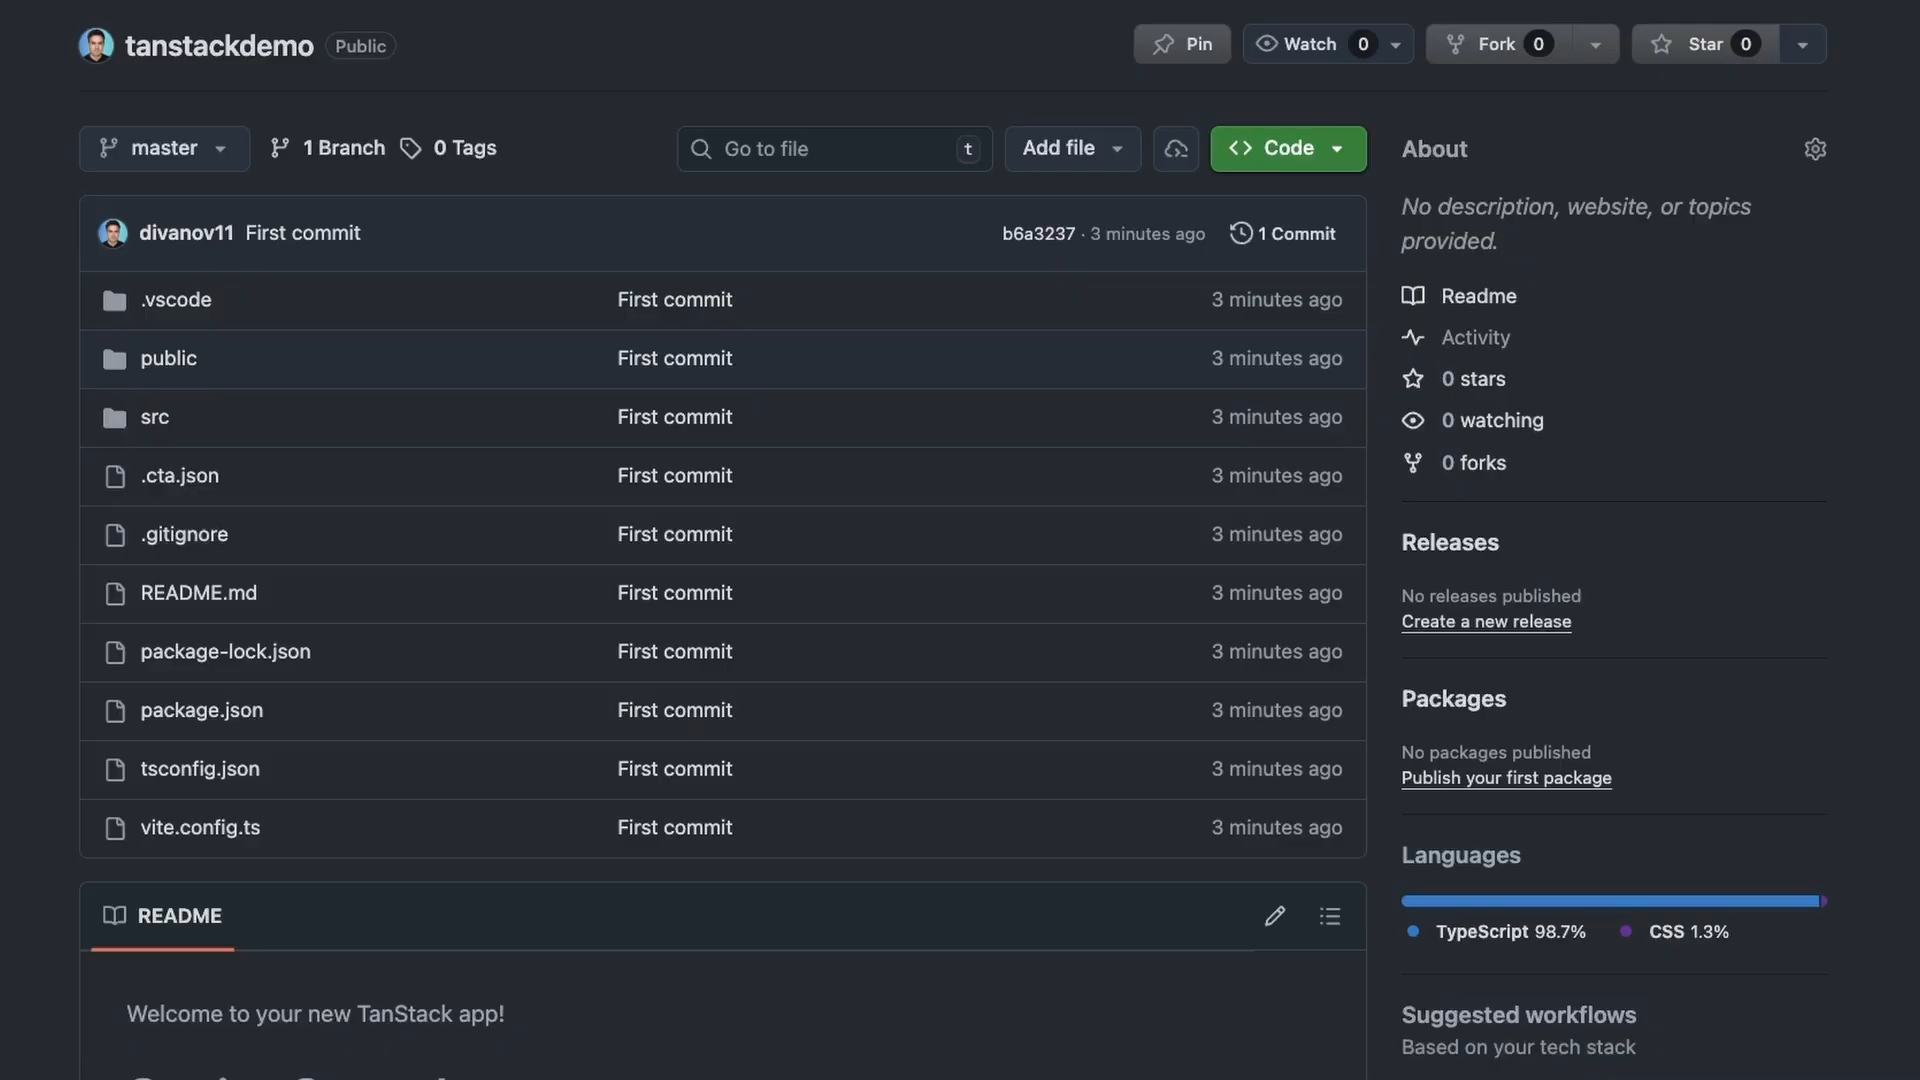 tanstackdemo Public Pin Watch 0 Fork 0 Star 0
master 1 Branch 0 Tags Go to file t Add file Code
divanov11 First commit b6a3237 · 3 minutes ago 1 Commit
.vscode First commit 3 minutes ago
public First commit 3 minutes ago
src First commit 3 minutes ago
.cta.json First commit 3 minutes ago
.gitignore First commit 3 minutes ago
README.md First commit 3 minutes ago
package-lock.json First commit 3 minutes ago
package.json First commit 3 minutes ago
tsconfig.json First commit 3 minutes ago
vite.config.ts First commit 3 minutes ago
README
Welcome to your new TanStack app!
About
No description, website, or topics
provided.
Readme
Activity
0 stars
0 watching
0 forks
Releases
No releases published
Create a new release
Packages
No packages published
Publish your first package
Languages
TypeScript 98.7% CSS 1.3%
Suggested workflows
Based on your tech stack